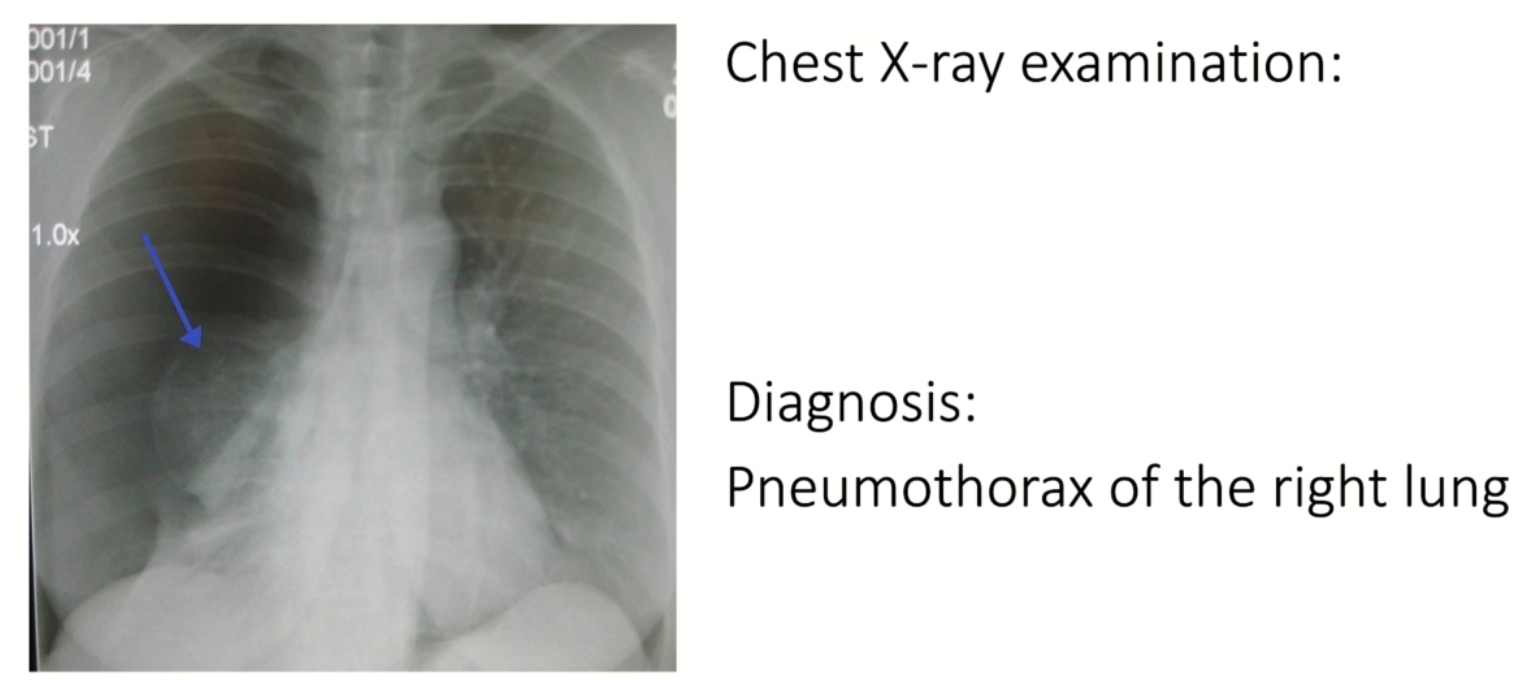 001/1
001/4
ST
1.0x
Chest X-ray examination:
Diagnosis:
Pneumothorax of the right lung